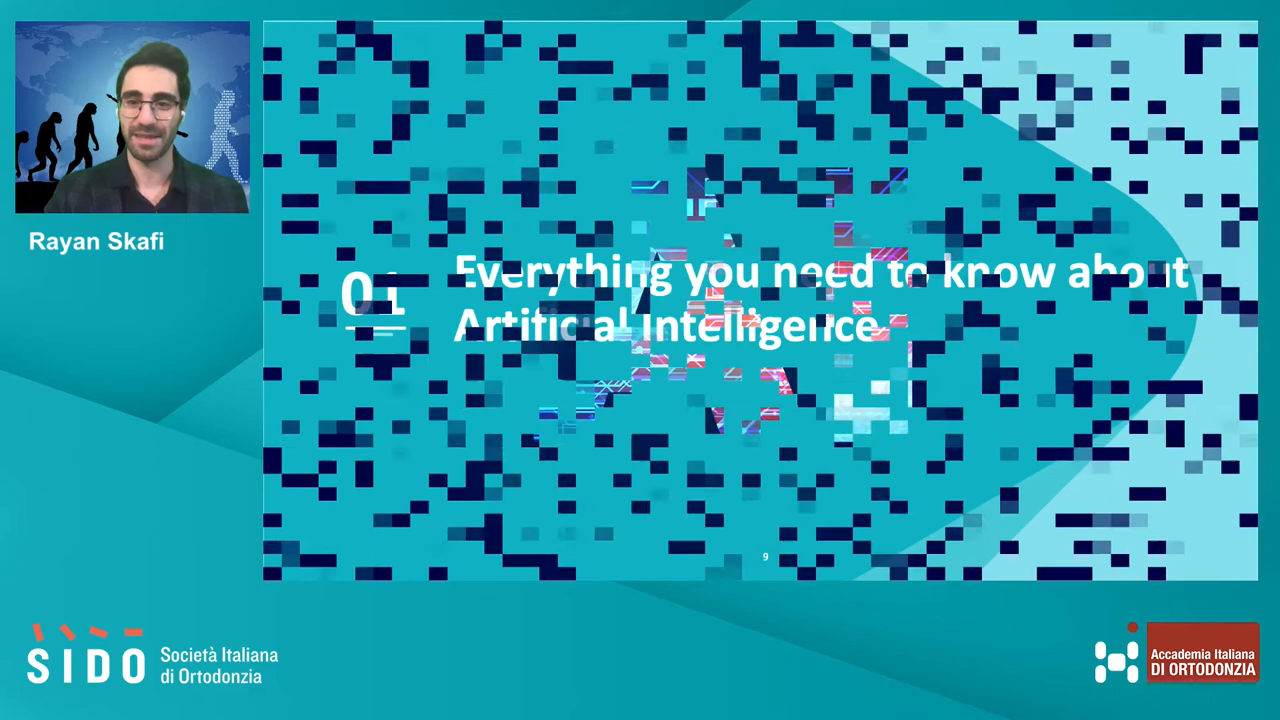 Rayan Skafi
01
Everything you need to know about
Artificial Intelligence
9
SIDO
Società Italiana
di Ortodonzia
Accademia Italiana
DI ORTODONZIA